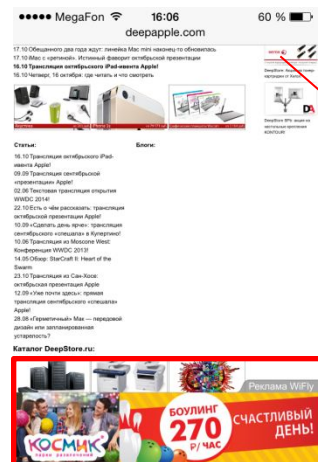 MegaFon 16:06 60 %
deepapple.com
17.10 Обещанного два года ждут: линейка Mac mini наконец-то обновилась
17.10 iMac с «ретиной». Истинный фаворит октябрьской презентации
16.10 Трансляция октябрьского iPad-ивента Apple!
16.10 Четверг, 16 октября: где читать и что смотреть
Статьи:
Блоги:
16.10 Трансляция октябрьского iPad-
ивента Apple!
09.09 Трансляция сентябрьской
«презентации» Apple!
02.06 Текстовая трансляция открытия
WWDC 2014!
22.10 Есть о чём рассказать: трансляция
октябрьской презентации Apple!
10.09 «Сделать день ярче»: трансляция
сентябрьского «спешала» в Купертино!
10.06 Трансляция из Moscone West:
Конференция WWDC 2013!
14.05 Обзор: StarCraft II: Heart of the
Swarm
23.10 Трансляция из Сан-Хосе:
октябрьская презентация Apple
12.09 «Уже почти здесь»: прямая
трансляция сентябрьского «спешала»
Apple!
28.08 «Герметичный» Mac — передовой
дизайн или запланированная
устарелость?
Каталог DeepStore.ru:
Реклама WiFly
КОСМИК
БОУЛИНГ
270
Р/ЧАС
СЧАСТЛИВЫЙ
ДЕНЬ!